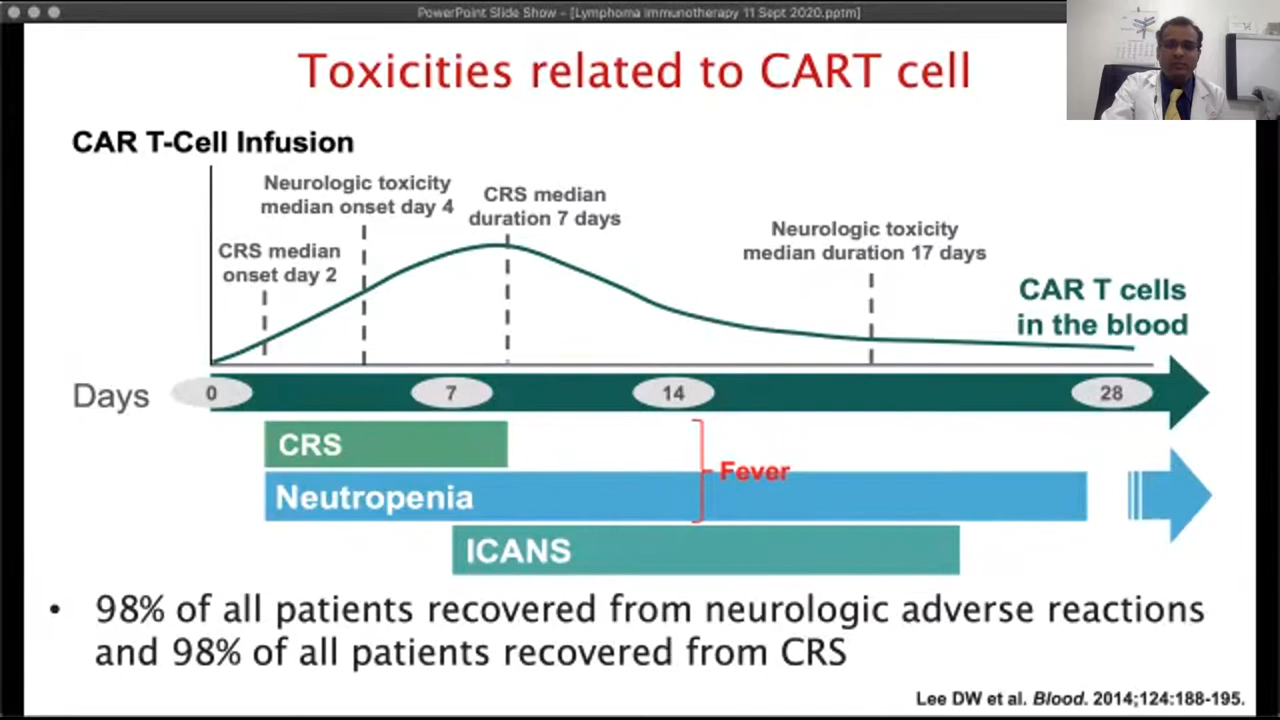 PowerPoint Slide Show - [Lymphoma Immunotherapy 11 Sept 2020.pptm]
Toxicities related to CART cell
CAR T-Cell Infusion
Neurologic toxicity
median onset day 4
CRS median
duration 7 days
CRS median
onset day 2
Neurologic toxicity
median duration 17 days
CAR T cells
in the blood
Days 0 7 14 28
CRS
Fever
Neutropenia
ICANS
• 98% of all patients recovered from neurologic adverse reactions
and 98% of all patients recovered from CRS
Lee DW et al. Blood. 2014;124:188-195.